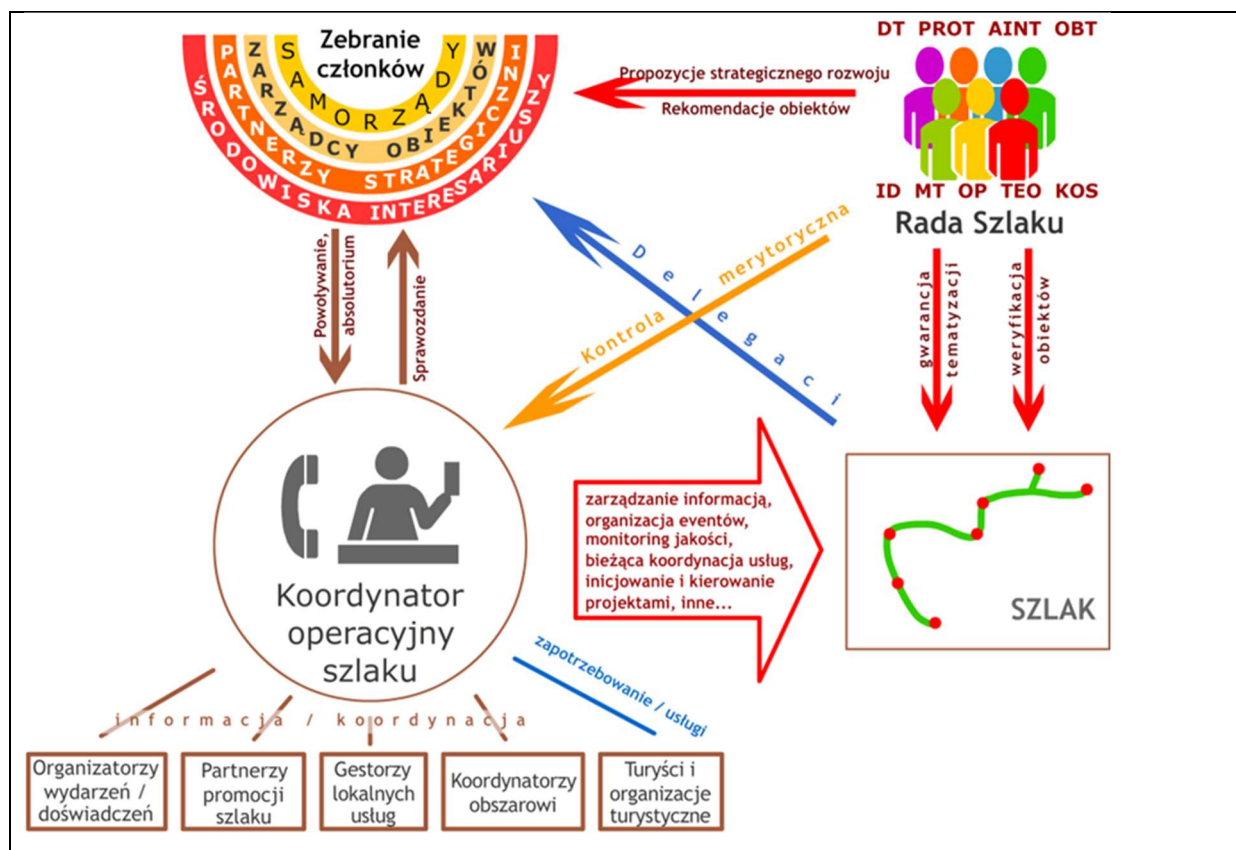 Zebranie
członków
SAMORZĄDY
ZARZĄDCY OBIEKTÓW
PARTNERZY STRATEGICZNI
ŚRODOWISKA INTERESARIUSZY
DT PROT AINT OBT
Propozycje strategicznego rozwoju
Rekomendacje obiektów
ID MT OP TEO KOS
Rada Szlaku
Powoływanie,
absolutorium
Sprawozdanie
Delegaci
Kontrola merytoryczna
gwarancja
tematyzacji
weryfikacja
obiektów
Koordynator
operacyjny
szlaku
zarządzanie informacją,
organizacja eventów,
monitoring jakości,
bieżąca koordynacja usług,
inicjowanie i kierowanie
projektami, inne...
SZLAK
zapotrzebowanie / usługi
informacja / koordynacja
Organizatorzy
wydarzeń /
doświadczeń
Partnerzy
promocji
szlaku
Gestorzy
lokalnych
usług
Koordynatorzy
obszarowi
Turyści i
organizacje
turystyczne